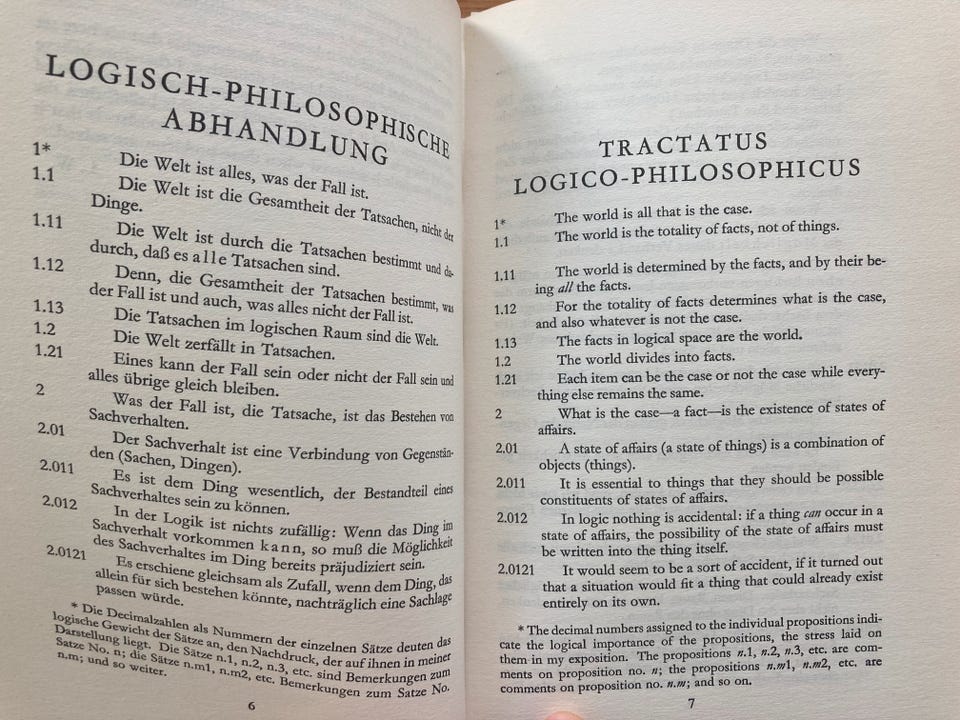 LOGISCH-PHILOSOPHISCHE
ABHANDLUNG
1* Die Welt ist alles, was der Fall ist.
1.1 Die Welt ist die Gesamtheit der Tatsachen, nicht der
Dinge.
1.11 Die Welt ist durch die Tatsachen bestimmt und da-
durch, daß es alle Tatsachen sind.
1.12 Denn, die Gesamtheit der Tatsachen bestimmt, was
der Fall ist und auch, was alles nicht der Fall ist.
1.13 Die Tatsachen im logischen Raum sind die Welt.
1.2 Die Welt zerfällt in Tatsachen.
1.21 Eines kann der Fall sein oder nicht der Fall sein und
alles übrige gleich bleiben.
2 Was der Fall ist, die Tatsache, ist das Bestehen von
Sachverhalten.
2.01 Der Sachverhalt ist eine Verbindung von Gegenstän-
den (Sachen, Dingen).
2.011 Es ist dem Ding wesentlich, der Bestandteil eines
Sachverhaltes sein zu können.
2.012 In der Logik ist nichts zufällig: Wenn das Ding im
Sachverhalt vorkommen kann, so muß die Möglichkeit
des Sachverhaltes im Ding bereits präjudiziert sein.
2.0121 Es erschiene gleichsam als Zufall, wenn dem Ding, das
allein für sich bestehen könnte, nachträglich eine Sachlage
passen würde.
* Die Decimalzahlen als Nummern der einzelnen Sätze deuten das
logische Gewicht der Sätze an, den Nachdruck, der auf ihnen in meiner
Darstellung liegt. Die Sätze n.1, n.2, n.3, etc. sind Bemerkungen zum
Satze No. n; die Sätze n.m1, n.m2, etc. Bemerkungen zum Satze No.
n.m; und so weiter.
6
TRACTATUS
LOGICO-PHILOSOPHICUS
1* The world is all that is the case.
1.1 The world is the totality of facts, not of things.
1.11 The world is determined by the facts, and by their be-
ing all the facts.
1.12 For the totality of facts determines what is the case,
and also whatever is not the case.
1.13 The facts in logical space are the world.
1.2 The world divides into facts.
1.21 Each item can be the case or not the case while every-
thing else remains the same.
2 What is the case—a fact—is the existence of states of
affairs.
2.01 A state of affairs (a state of things) is a combination of
objects (things).
2.011 It is essential to things that they should be possible
constituents of states of affairs.
2.012 In logic nothing is accidental: if a thing can occur in a
state of affairs, the possibility of the state of affairs must
be written into the thing itself.
2.0121 It would seem to be a sort of accident, if it turned out
that a situation would fit a thing that could already exist
entirely on its own.
* The decimal numbers assigned to the individual propositions indi-
cate the logical importance of the propositions, the stress laid on
them in my exposition. The propositions n.1, n.2, n.3, etc. are com-
ments on proposition no. n; the propositions n.m1, n.m2, etc. are
comments on proposition no. n.m; and so on.
7